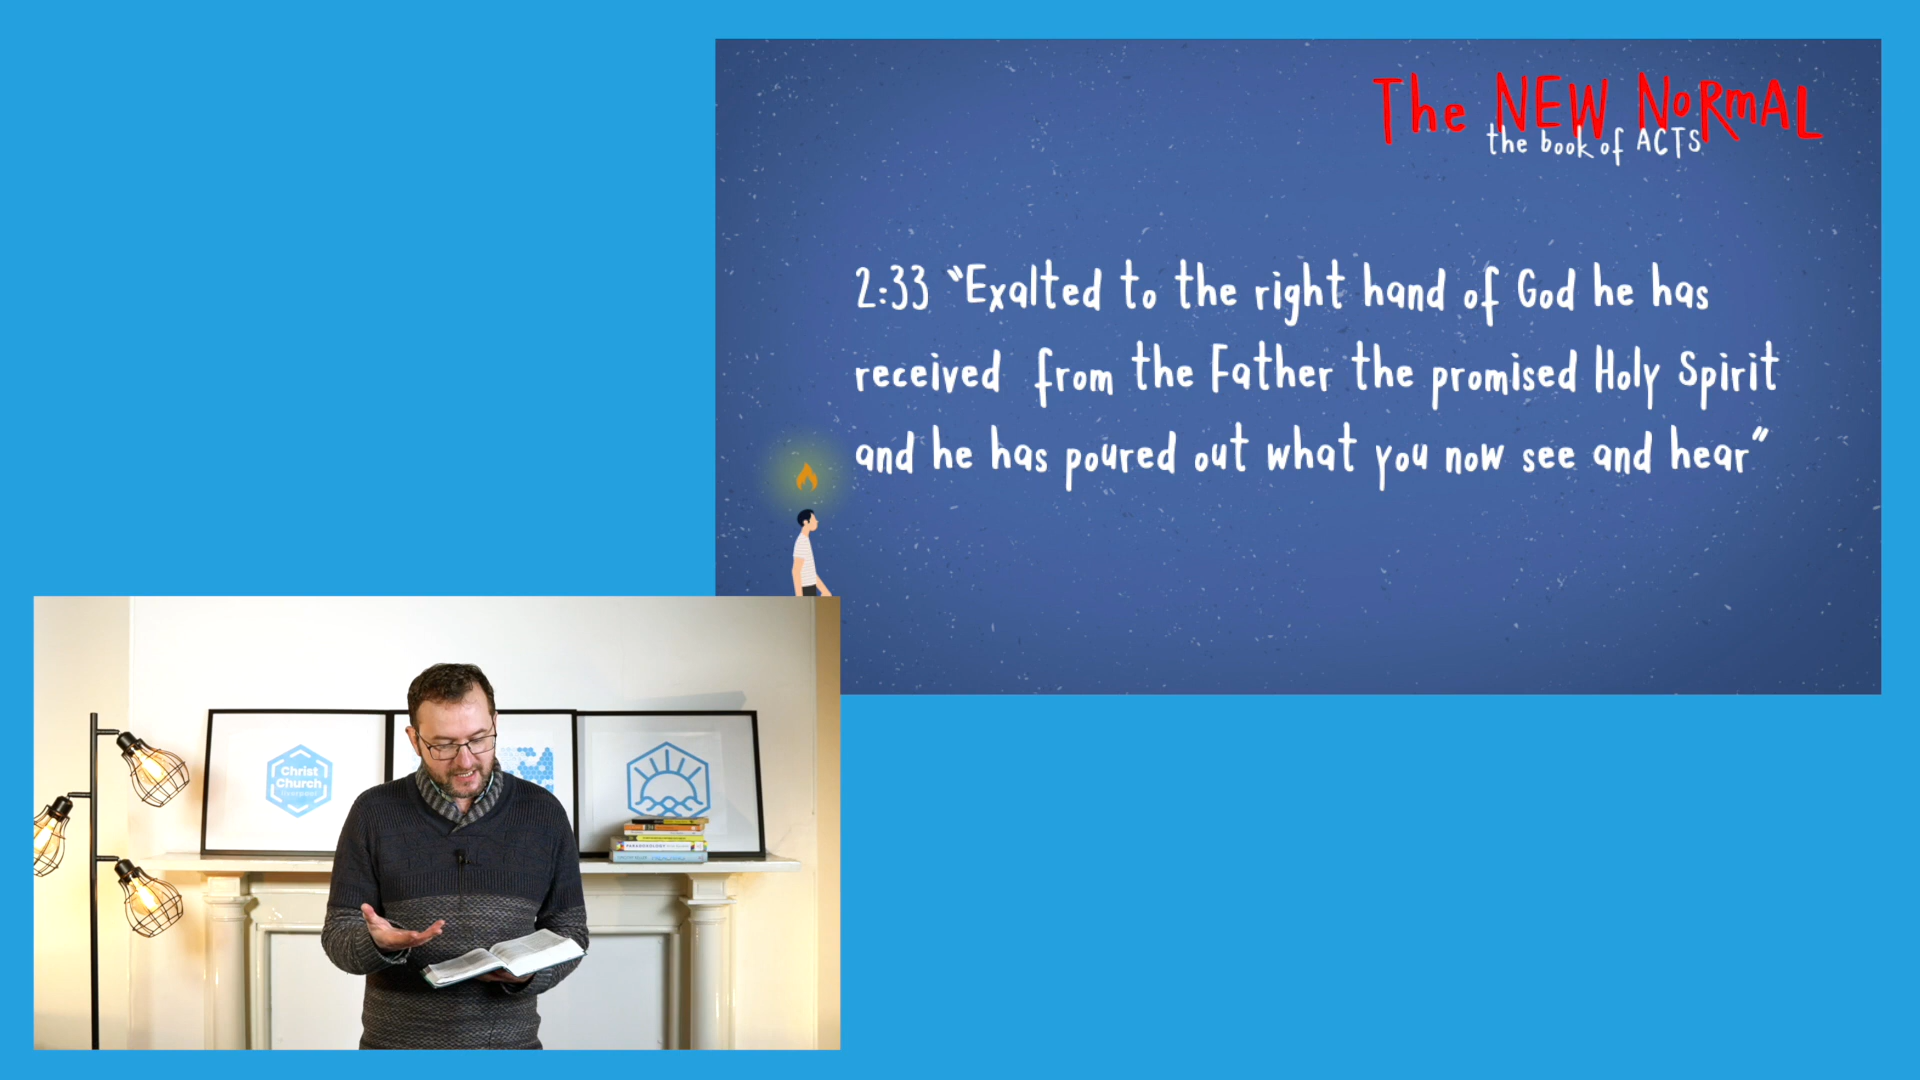 The NEW NoRmAL
the book of ACTS
2:33 "Exalted to the right hand of God he has
received from the Father the promised Holy Spirit
and he has poured out what you now see and hear"
Christ
Church
Liverpool
PARADOXOLOGY